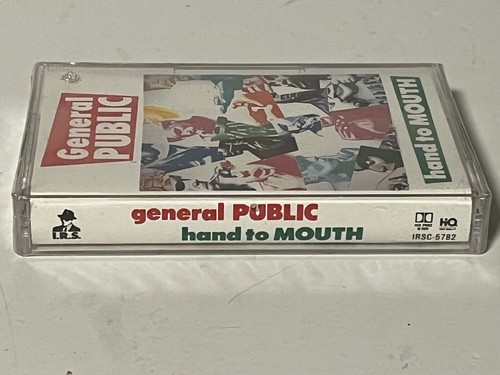 General
PUBLIC
hand to MOUTH
general PUBLIC
hand to MOUTH
I.R.S.
HQ
IRSC-5782